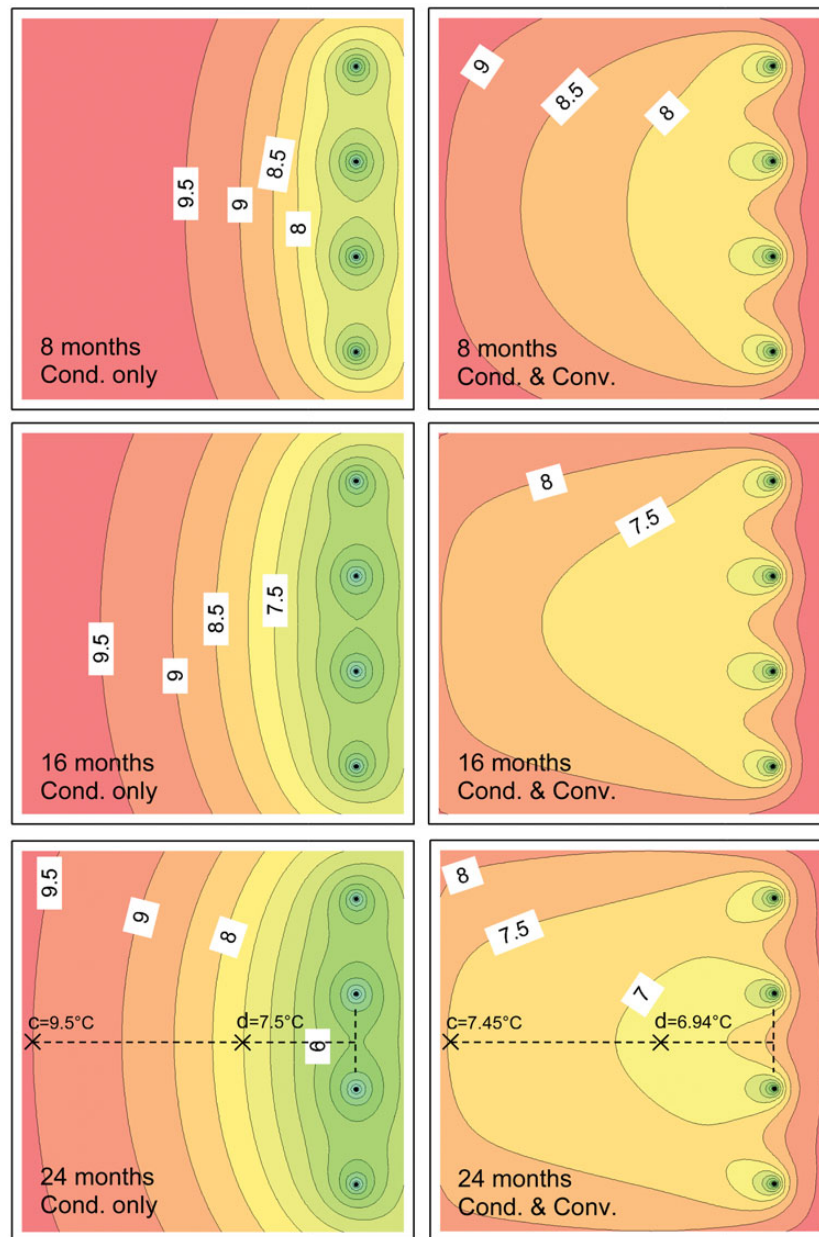 9.5
9
8.5
8
8 months
Cond. only
9
8.5
8
8 months
Cond. & Conv.
9.5
9
8.5
7.5
16 months
Cond. only
8
7.5
16 months
Cond. & Conv.
9.5
9
8
c=9.5°C
d=7.5°C
6
24 months
Cond. only
8
7.5
7
c=7.45°C
d=6.94°C
24 months
Cond. & Conv.